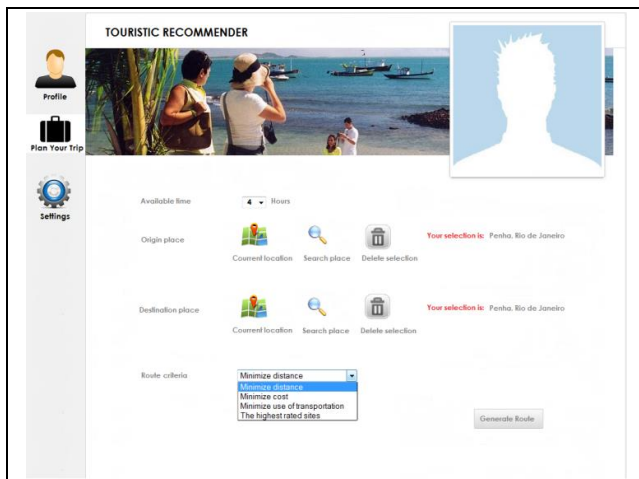 TOURISTIC RECOMMENDER
Profile
Plan Your Trip
Settings
Available time 4 Hours
Origin place
Courrent location Search place Delete selection
Your selection is: Penha, Rio de Janeiro
Destination place
Courrent location Search place Delete selection
Your selection is: Penha, Rio de Janeiro
Route criteria
Minimize distance
Minimize distance
Minimize cost
Minimize use of transportation
The highest rated sites
Generate Route